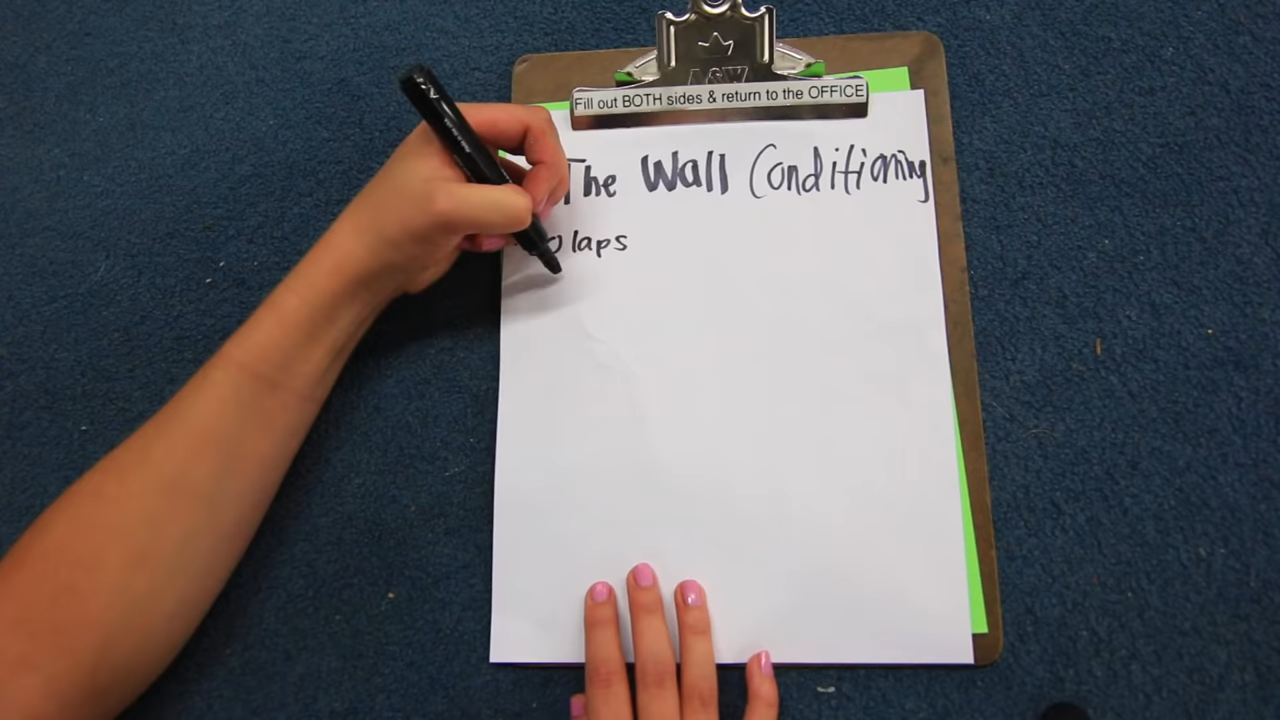 A&W
Fill out BOTH sides & return to the OFFICE
The Wall Conditioning
laps